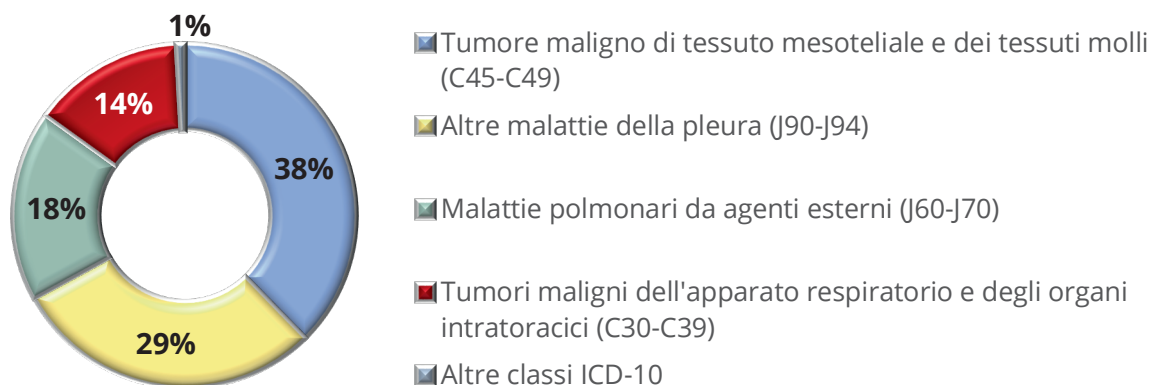 1%
14%
38%
18%
29%
Tumore maligno di tessuto mesoteliale e dei tessuti molli
(C45-C49)
Altre malattie della pleura (J90-J94)
Malattie polmonari da agenti esterni (J60-J70)
Tumori maligni dell'apparato respiratorio e degli organi
intratoracici (C30-C39)
Altre classi ICD-10